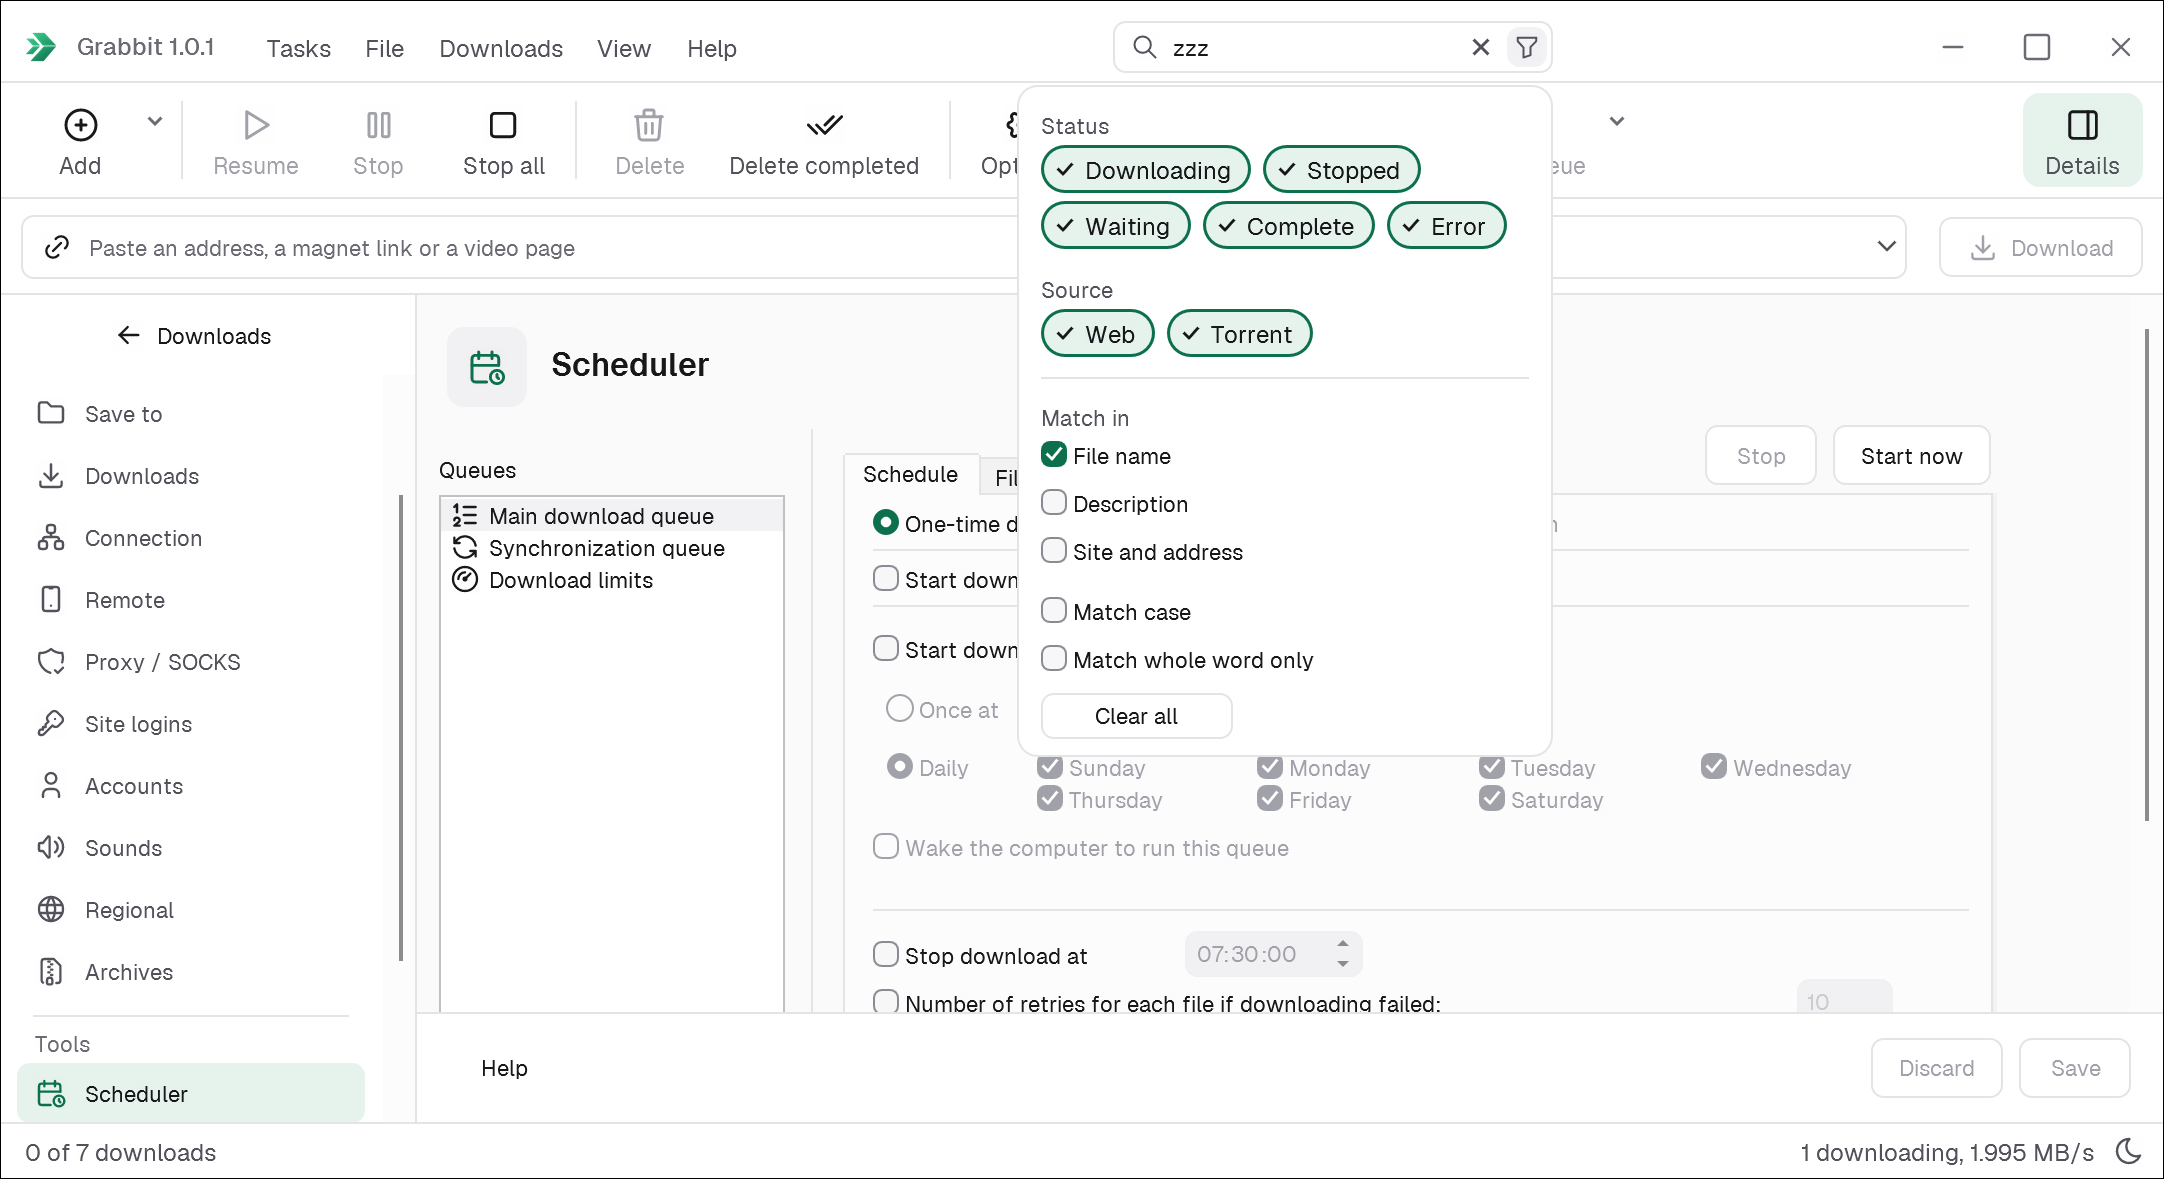 Grabbit 1.0.1 Tasks File Downloads View Help zzz
Add Resume Stop Stop all Delete Delete completed Details
Paste an address, a magnet link or a video page Download
Status
Downloading Stopped
Waiting Complete Error
Source
Web Torrent
Match in
File name
Description
Site and address
Match case
Match whole word only
Clear all
Downloads
Save to
Downloads
Connection
Remote
Proxy / SOCKS
Site logins
Accounts
Sounds
Regional
Archives
Tools
Scheduler
Scheduler
Queues
Main download queue
Synchronization queue
Download limits
Stop Start now
Schedule
One-time
Start
Start
Once at
Daily Sunday Monday Tuesday Wednesday
Thursday Friday Saturday
Wake the computer to run this queue
Stop download at 07:30:00
Number of retries for each file if downloading failed: 10
Help Discard Save
0 of 7 downloads 1 downloading, 1.995 MB/s